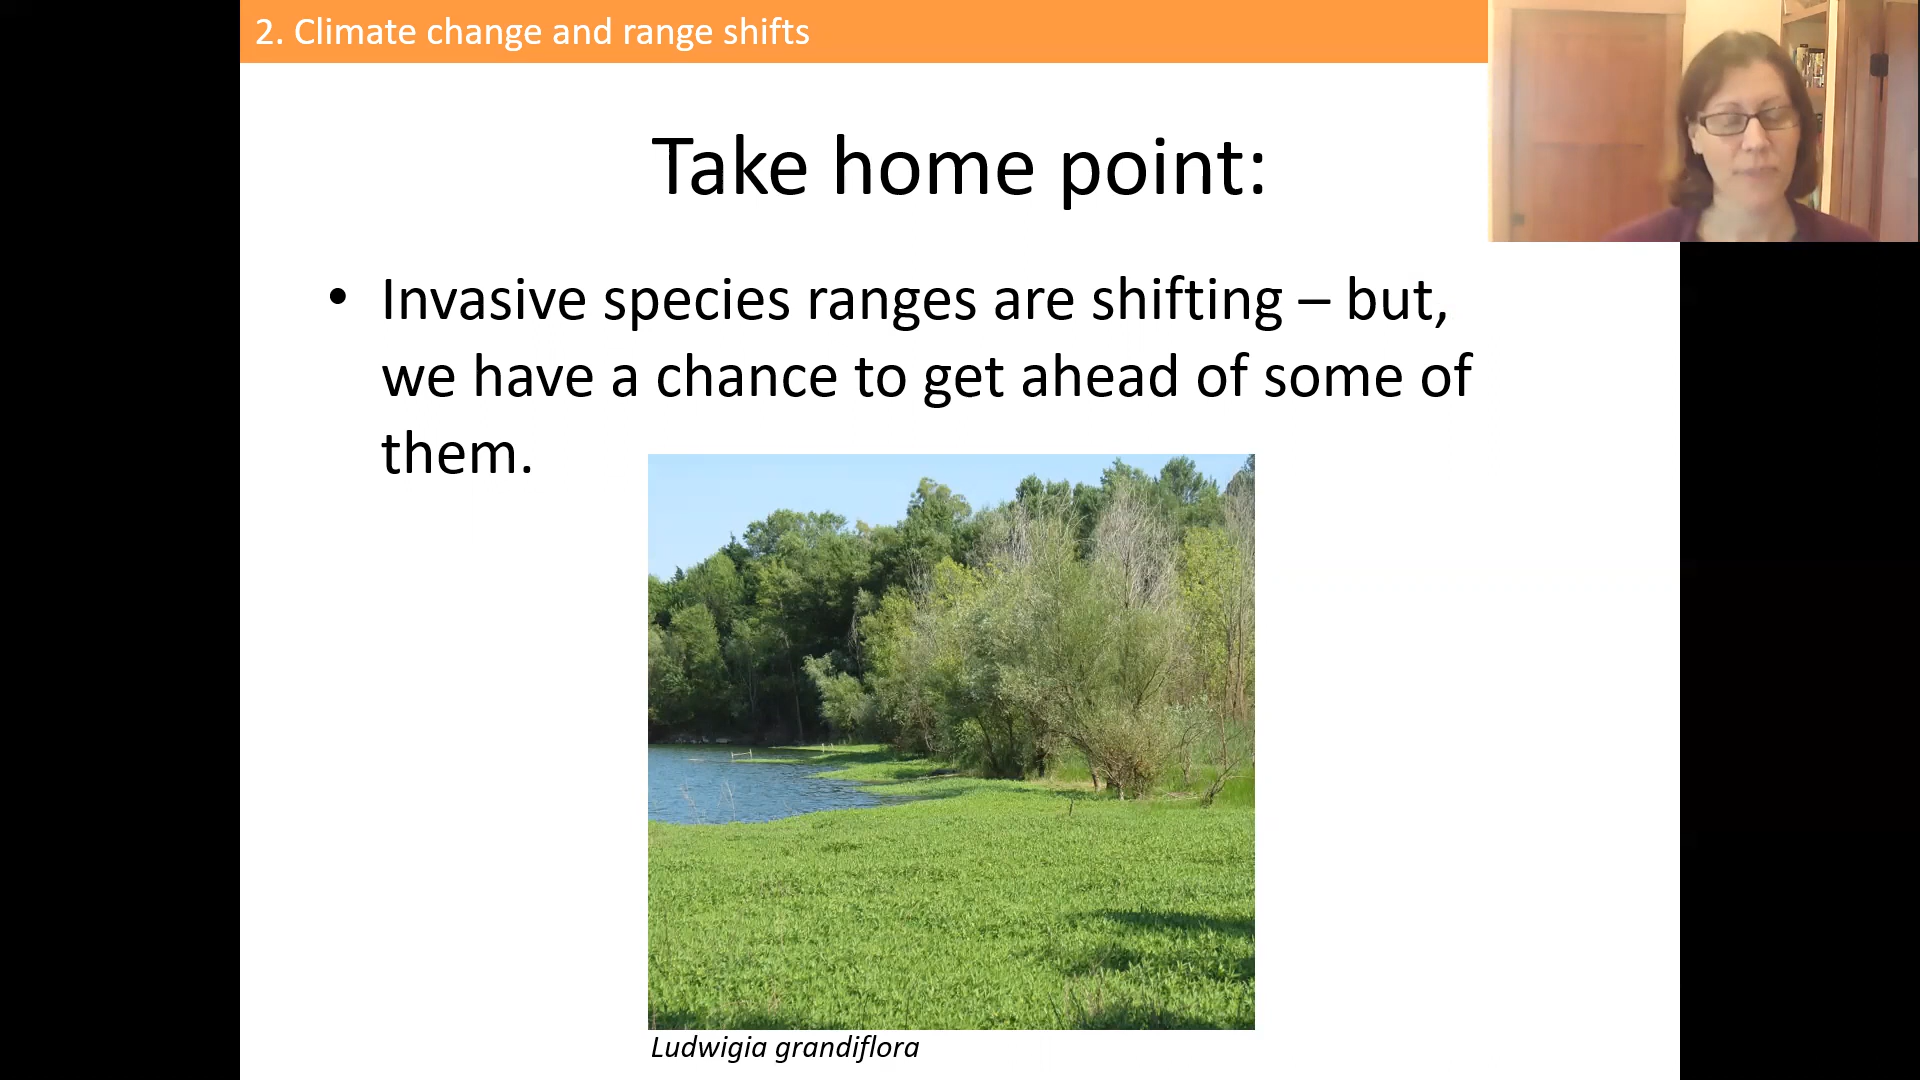 2. Climate change and range shifts
Take home point:
• Invasive species ranges are shifting – but,
we have a chance to get ahead of some of
them.
Ludwigia grandiflora